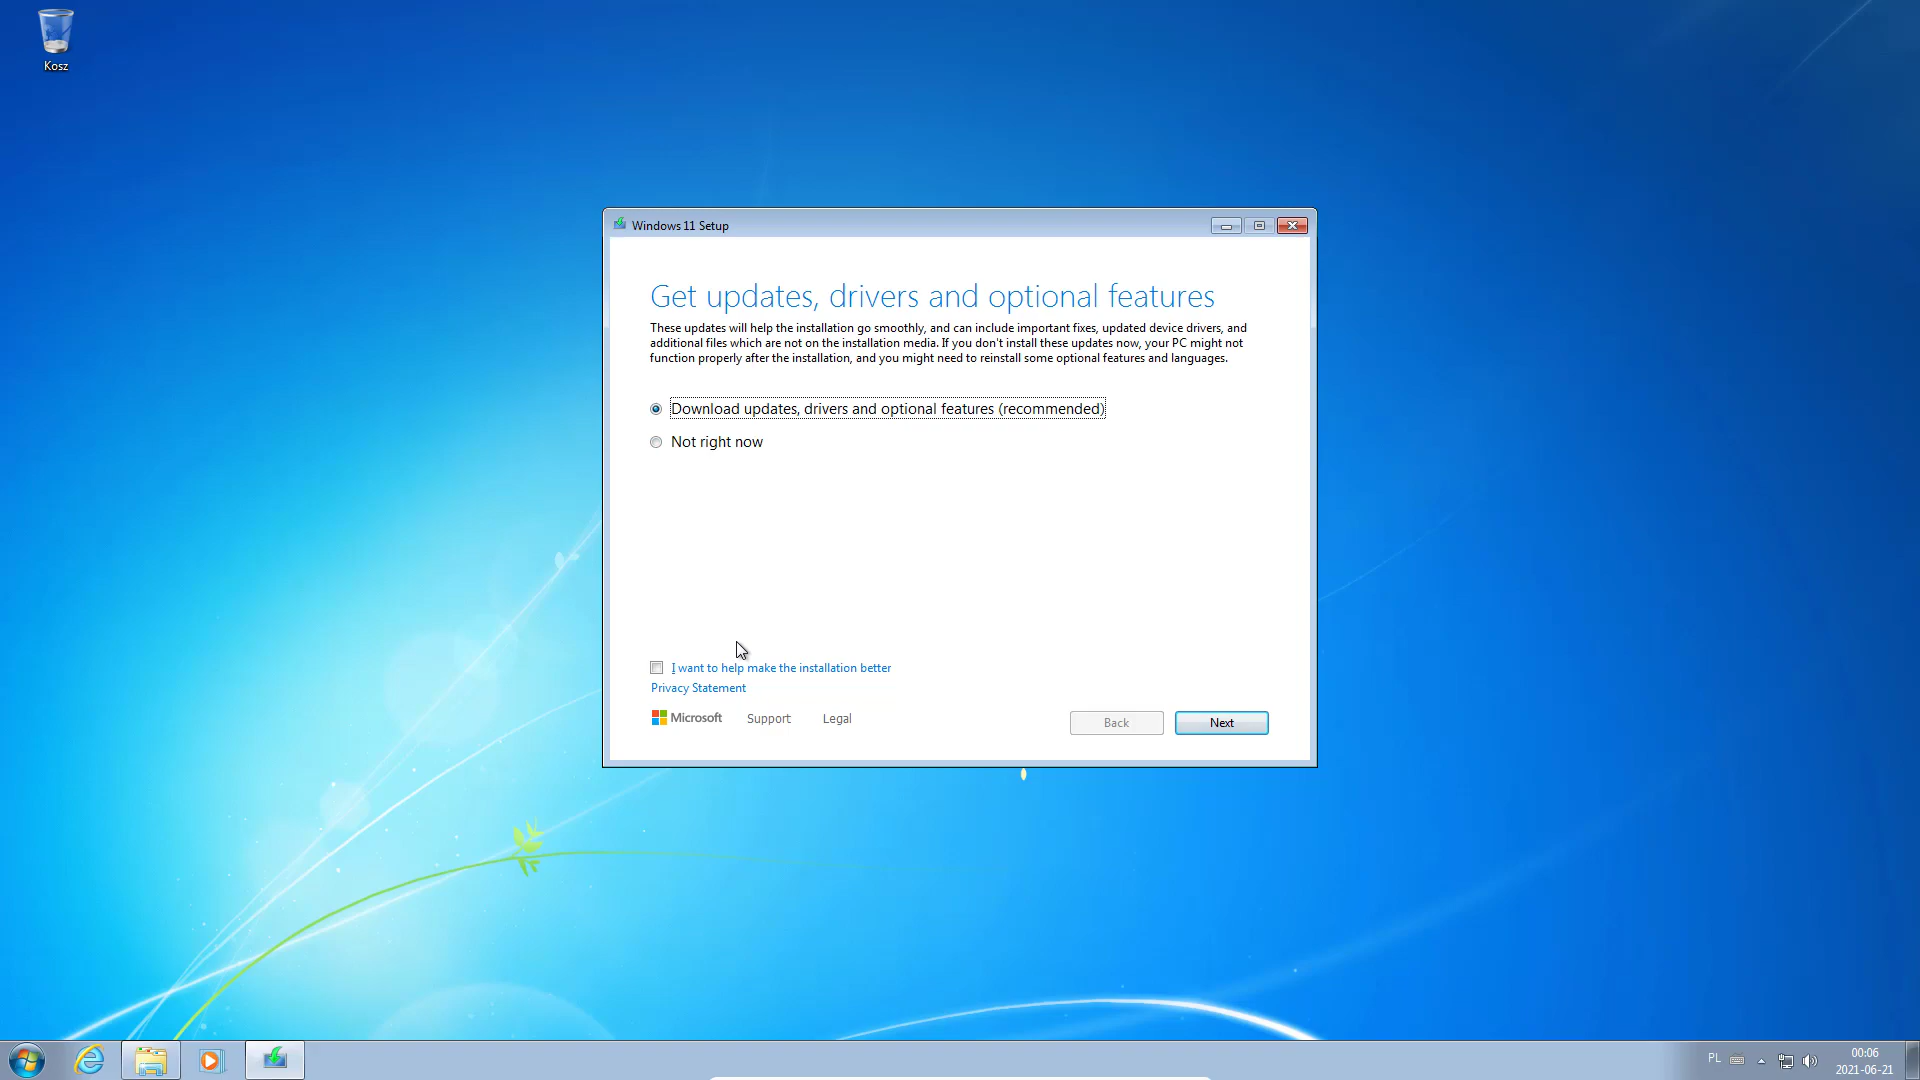 Kosz
Windows 11 Setup
Get updates, drivers and optional features
These updates will help the installation go smoothly, and can include important fixes, updated device drivers, and
additional files which are not on the installation media. If you don't install these updates now, your PC might not
function properly after the installation, and you might need to reinstall some optional features and languages.
Download updates, drivers and optional features (recommended)
Not right now
I want to help make the installation better
Privacy Statement
Microsoft Support Legal
Back Next
PL
00:06
2021-06-21